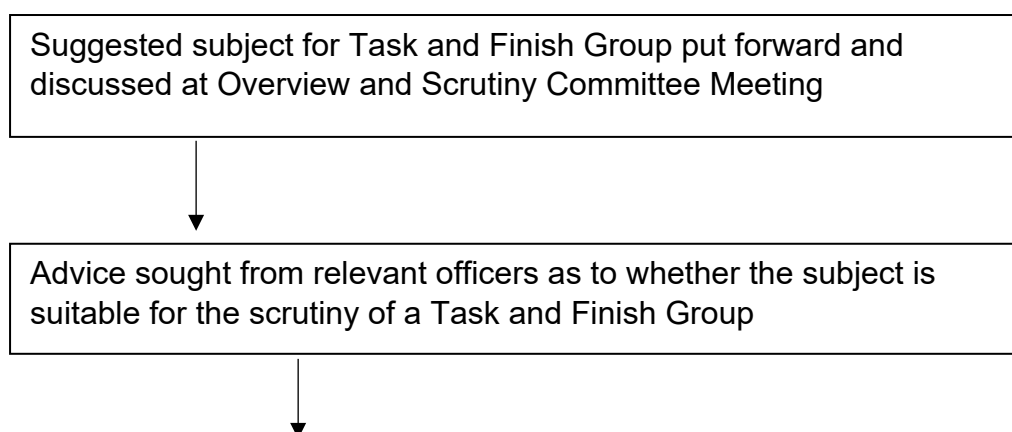 Suggested subject for Task and Finish Group put forward and
discussed at Overview and Scrutiny Committee Meeting
Advice sought from relevant officers as to whether the subject is
suitable for the scrutiny of a Task and Finish Group